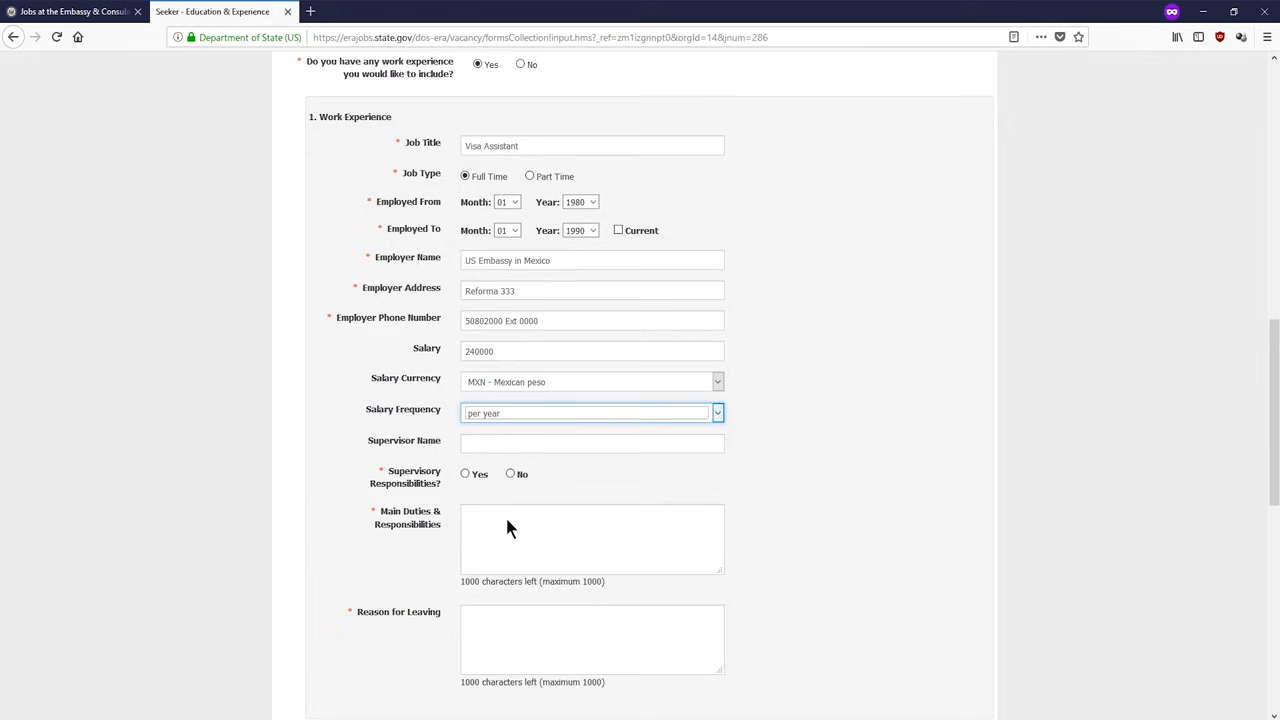 Jobs at the Embassy & Consula
Seeker - Education & Experience
Department of State (US)
https://erajobs.state.gov/dos-era/vacancy/formsCollection!input.hms?_ref=zm1izgnnpt0&orgId=14&jnum=286
* Do you have any work experience
you would like to include?
Yes
No
1. Work Experience
* Job Title
Visa Assistant
* Job Type
Full Time
Part Time
* Employed From
Month: 01
Year: 1980
* Employed To
Month: 01
Year: 1990
Current
* Employer Name
US Embassy in Mexico
* Employer Address
Reforma 333
* Employer Phone Number
50802000 Ext 0000
Salary
240000
Salary Currency
MXN - Mexican peso
Salary Frequency
per year
Supervisor Name
* Supervisory
Responsibilities?
Yes
No
* Main Duties &
Responsibilities
1000 characters left (maximum 1000)
* Reason for Leaving
1000 characters left (maximum 1000)